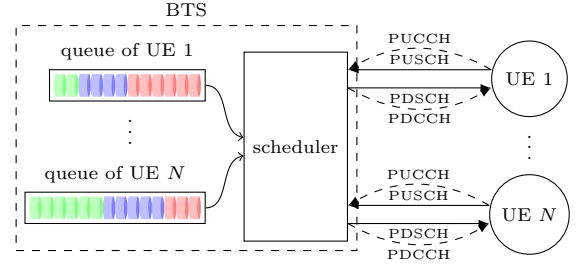 BTS
queue of UE 1
queue of UE N
scheduler
PUCCH
PUSCH
PDSCH
PDCCH
UE 1
PUCCH
PUSCH
PDSCH
PDCCH
UE N